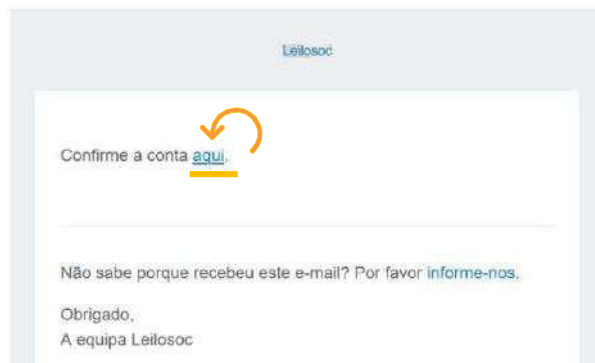 Leilosoc
Confirme a conta aqui.
Não sabe porque recebeu este e-mail? Por favor informe-nos.
Obrigado,
A equipa Leilosoc